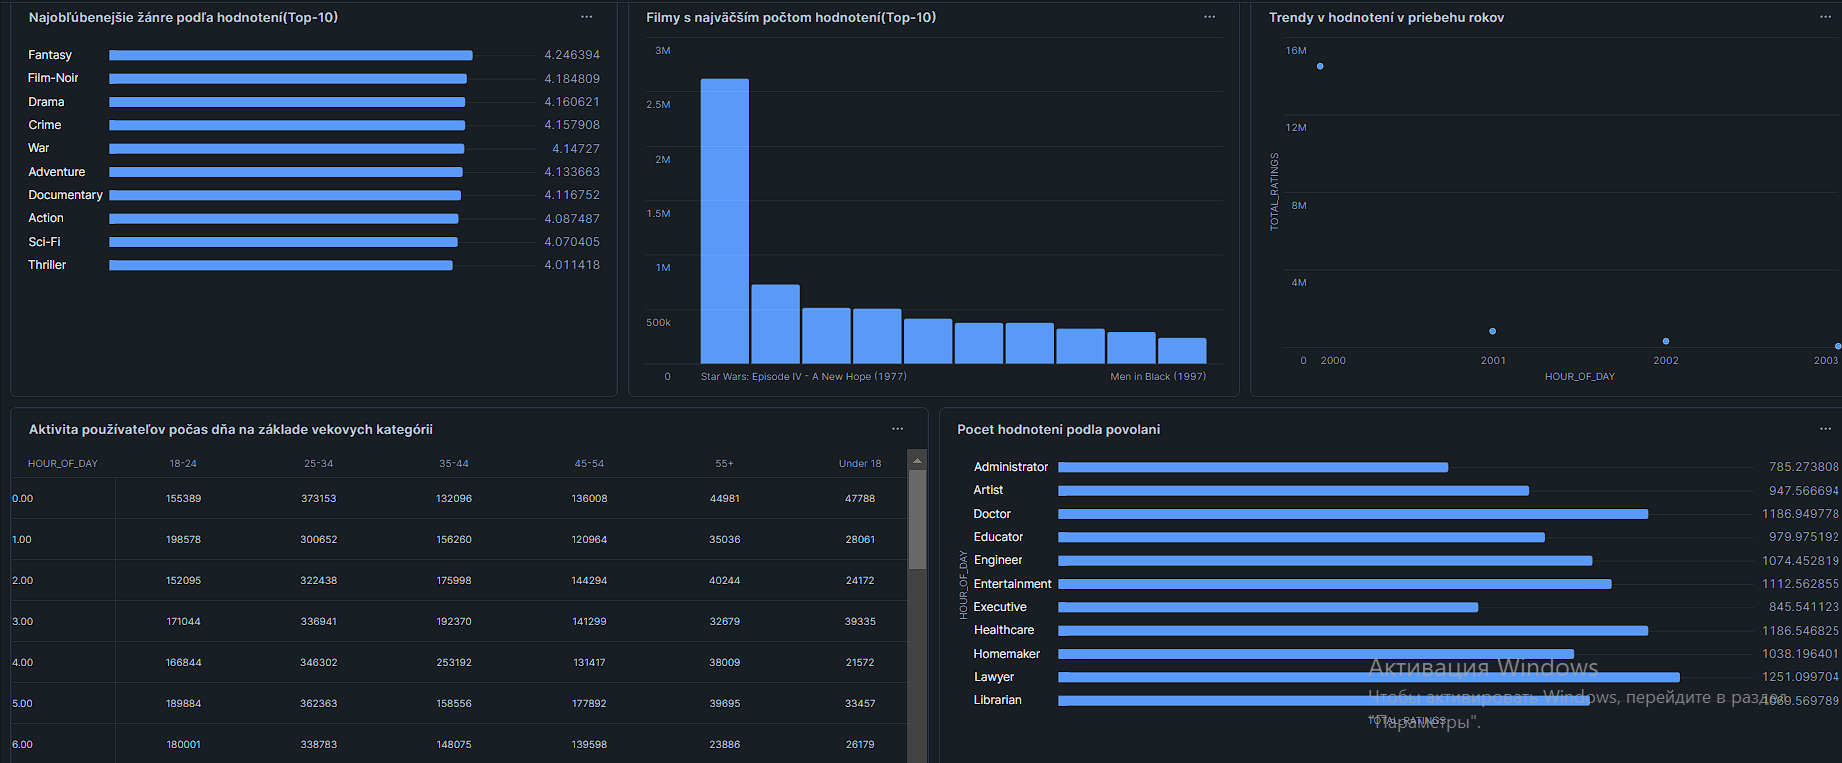 Najobľúbenejšie žánre podľa hodnotení(Top-10)
...
Fantasy 4.246394
Film-Noir 4.184809
Drama 4.160621
Crime 4.157908
War 4.14727
Adventure 4.133663
Documentary 4.116752
Action 4.087487
Sci-Fi 4.070405
Thriller 4.011418
Filmy s najväčším počtom hodnotení(Top-10)
...
3M
2.5M
2M
1.5M
1M
500k
0
Star Wars: Episode IV - A New Hope (1977) Men in Black (1997)
Trendy v hodnotení v priebehu rokov
...
16M
12M
8M
4M
0
TOTAL_RATINGS
2000 2001 2002 2003
HOUR_OF_DAY
Aktivita používateľov počas dňa na základe vekovych kategórii
...
HOUR_OF_DAY 18-24 25-34 35-44 45-54 55+ Under 18
0.00 155389 373153 132096 136008 44981 47788
1.00 198578 300652 156260 120964 35036 28061
2.00 152095 322438 175998 144294 40244 24172
3.00 171044 336941 192370 141299 32679 39335
4.00 166844 346302 253192 131417 38009 21572
5.00 189884 362363 158556 177892 39695 33457
6.00 180001 338783 148075 139598 23886 26179
Pocet hodnoteni podla povolani
...
HOUR_OF_DAY
Administrator 785.273808
Artist 947.566694
Doctor 1186.949778
Educator 979.975192
Engineer 1074.452819
Entertainment 1112.562855
Executive 845.541123
Healthcare 1186.546825
Homemaker 1038.196401
Lawyer 1251.099704
Librarian 1069.569789
TOTAL_RATINGS
Активация Windows
Чтобы активировать Windows, перейдите в раздел
"Параметры".